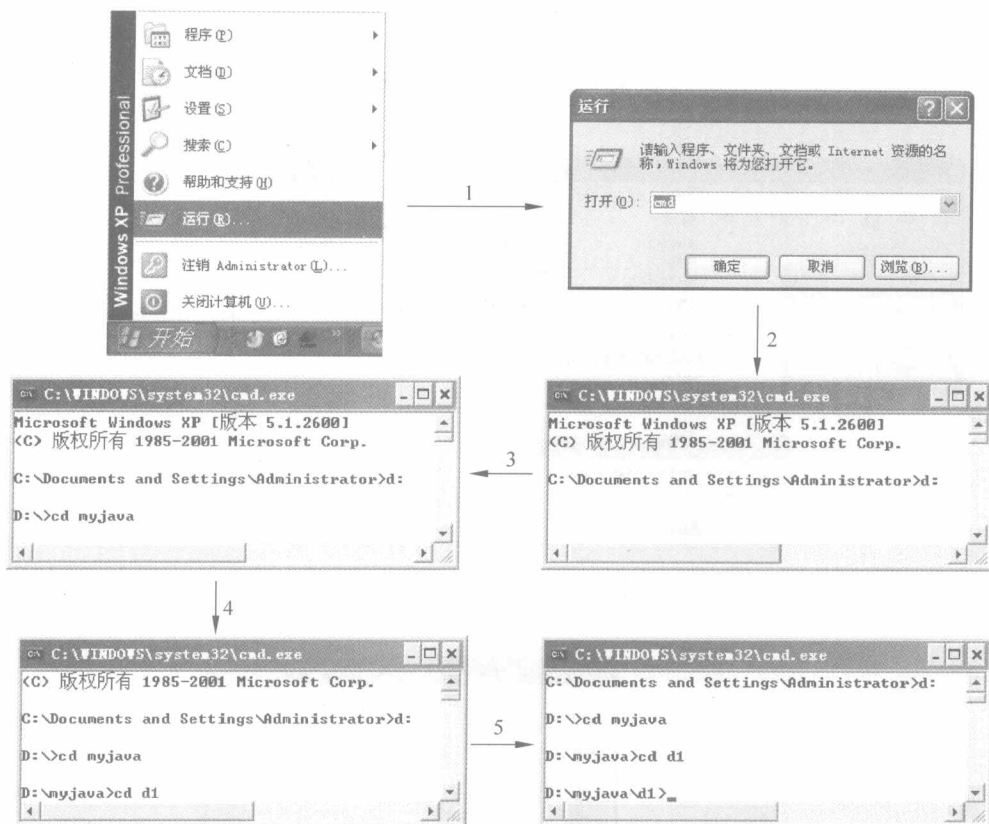 Windows XP Professional
程序(P)
文档(D)
设置(S)
搜索(C)
帮助和支持(H)
运行(R)...
注销 Administrator(L)...
关闭计算机(U)...
开始
1
运行
请输入程序、文件夹、文档或 Internet 资源的名
称，Windows 将为您打开它。
打开(O): cmd
确定 取消 浏览(B)...
2
C:\WINDOWS\system32\cmd.exe
Microsoft Windows XP [版本 5.1.2600]
(C) 版权所有 1985-2001 Microsoft Corp.
C:\Documents and Settings\Administrator>d:
3
C:\WINDOWS\system32\cmd.exe
Microsoft Windows XP [版本 5.1.2600]
(C) 版权所有 1985-2001 Microsoft Corp.
C:\Documents and Settings\Administrator>d:
D:\>cd myjava
4
C:\WINDOWS\system32\cmd.exe
(C) 版权所有 1985-2001 Microsoft Corp.
C:\Documents and Settings\Administrator>d:
D:\>cd myjava
D:\myjava>cd d1
5
C:\WINDOWS\system32\cmd.exe
C:\Documents and Settings\Administrator>d:
D:\>cd myjava
D:\myjava>cd d1
D:\myjava\d1>_